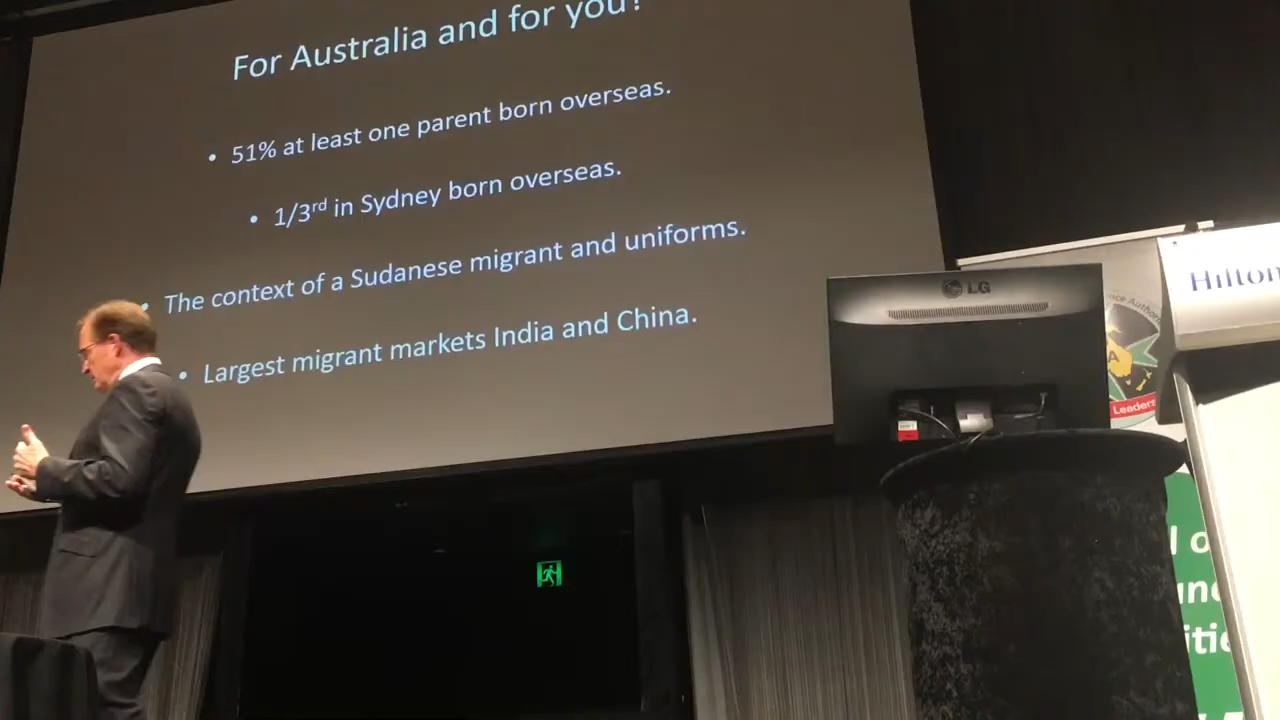 For Australia and for you!
• 51% at least one parent born overseas.
• 1/3rd in Sydney born overseas.
• The context of a Sudanese migrant and uniforms.
• Largest migrant markets India and China.
LG
Hilton
Leaders